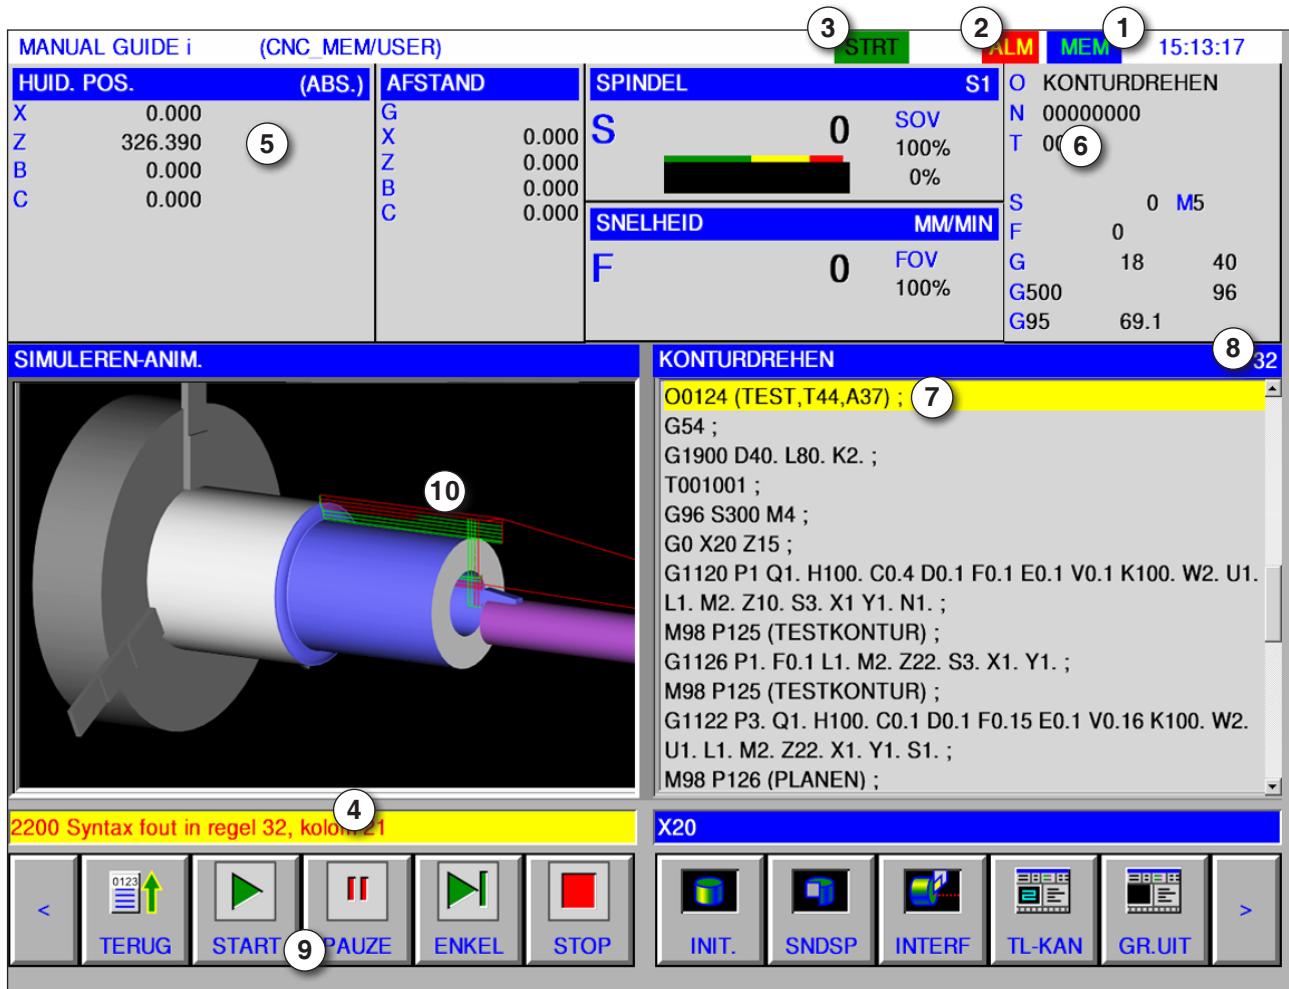 3 2 1
MANUAL GUIDE i (CNC_MEM/USER) STRT ALM MEM 15:13:17
HUID. POS. (ABS.)
X 0.000
Z 326.390
B 0.000
C 0.000
5
AFSTAND
G
X 0.000
Z 0.000
B 0.000
C 0.000
SPINDEL S1
S 0 SOV
100%
0%
SNELHEID MM/MIN
F 0 FOV
100%
O KONTURDREHEN
N 00000000
T 6
S 0 M5
F 0
G 18 40
G500 96
G95 69.1
8
SIMULEREN-ANIM.
10
KONTURDREHEN 32
O0124 (TEST,T44,A37) ; 7
G54 ;
G1900 D40. L80. K2. ;
T001001 ;
G96 S300 M4 ;
G0 X20 Z15 ;
G1120 P1 Q1. H100. C0.4 D0.1 F0.1 E0.1 V0.1 K100. W2. U1.
L1. M2. Z10. S3. X1 Y1. N1. ;
M98 P125 (TESTKONTUR) ;
G1126 P1. F0.1 L1. M2. Z22. S3. X1. Y1. ;
M98 P125 (TESTKONTUR) ;
G1122 P3. Q1. H100. C0.1 D0.1 F0.15 E0.1 V0.16 K100. W2.
U1. L1. M2. Z22. X1. Y1. S1. ;
M98 P126 (PLANEN) ;
4
2200 Syntax fout in regel 32, kolom 21
X20
0123
< TERUG START PAUZE ENKEL STOP
9
INIT. SNDSP INTERF TL-KAN GR.UIT >